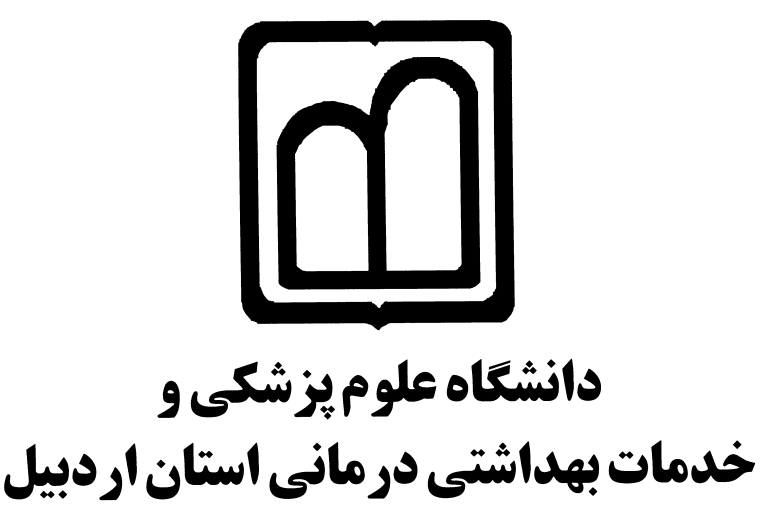 دانشگاه علوم پزشکی و
خدمات بهداشتی درمانی استان اردبیل